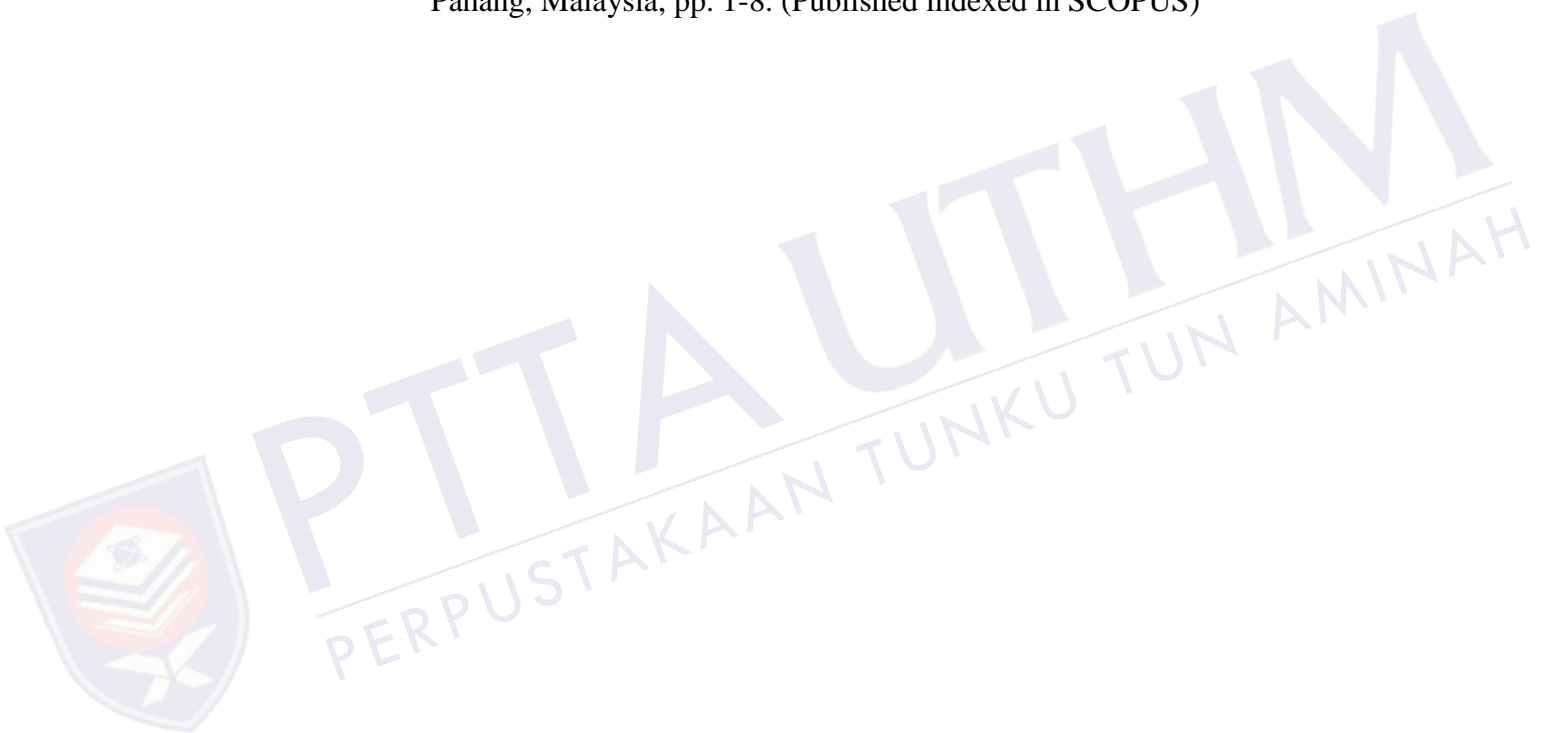 Pahang, Malaysia, pp. 1-8. (Published indexed in SCOPUS)
PTTA UTHM
PERPUSTAKAAN TUNKU TUN AMINAH